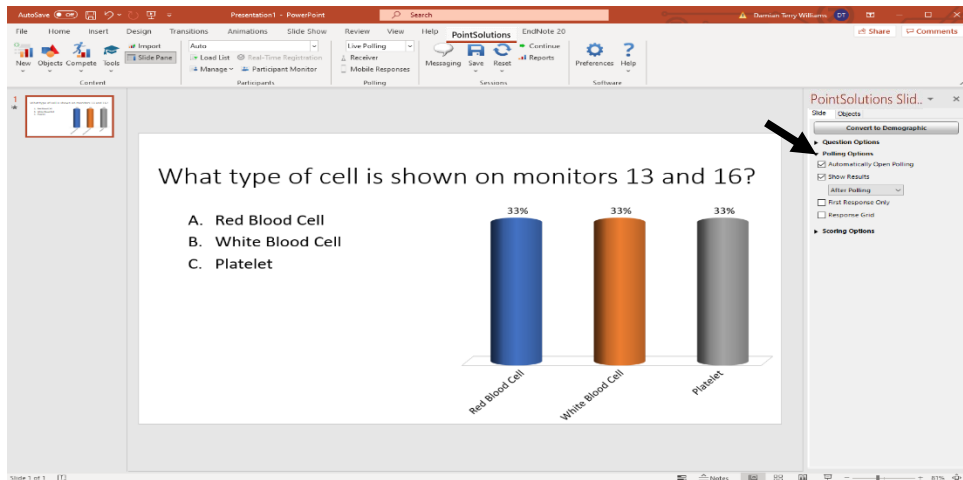 AutoSave Off Presentation1 - PowerPoint Search Damian Terry Williams DT
File Home Insert Design Transitions Animations Slide Show Review View Help PointSolutions EndNote 20 Share Comments
New Objects Compete Tools Import Slide Pane Auto Load List Real-Time Registration Manage Participant Monitor Live Polling Receiver Mobile Responses Messaging Save Reset Continue Reports Preferences Help
Content Participants Polling Sessions Software
1
PointSolutions Slid...
Slide Objects
Convert to Demographic
Question Options
Polling Options
Automatically Open Polling
Show Results
After Polling
First Response Only
Response Grid
Scoring Options
What type of cell is shown on monitors 13 and 16?
A. Red Blood Cell
B. White Blood Cell
C. Platelet
33% 33% 33%
Red Blood Cell White Blood Cell Platelet
Slide 1 of 1 Notes 81%